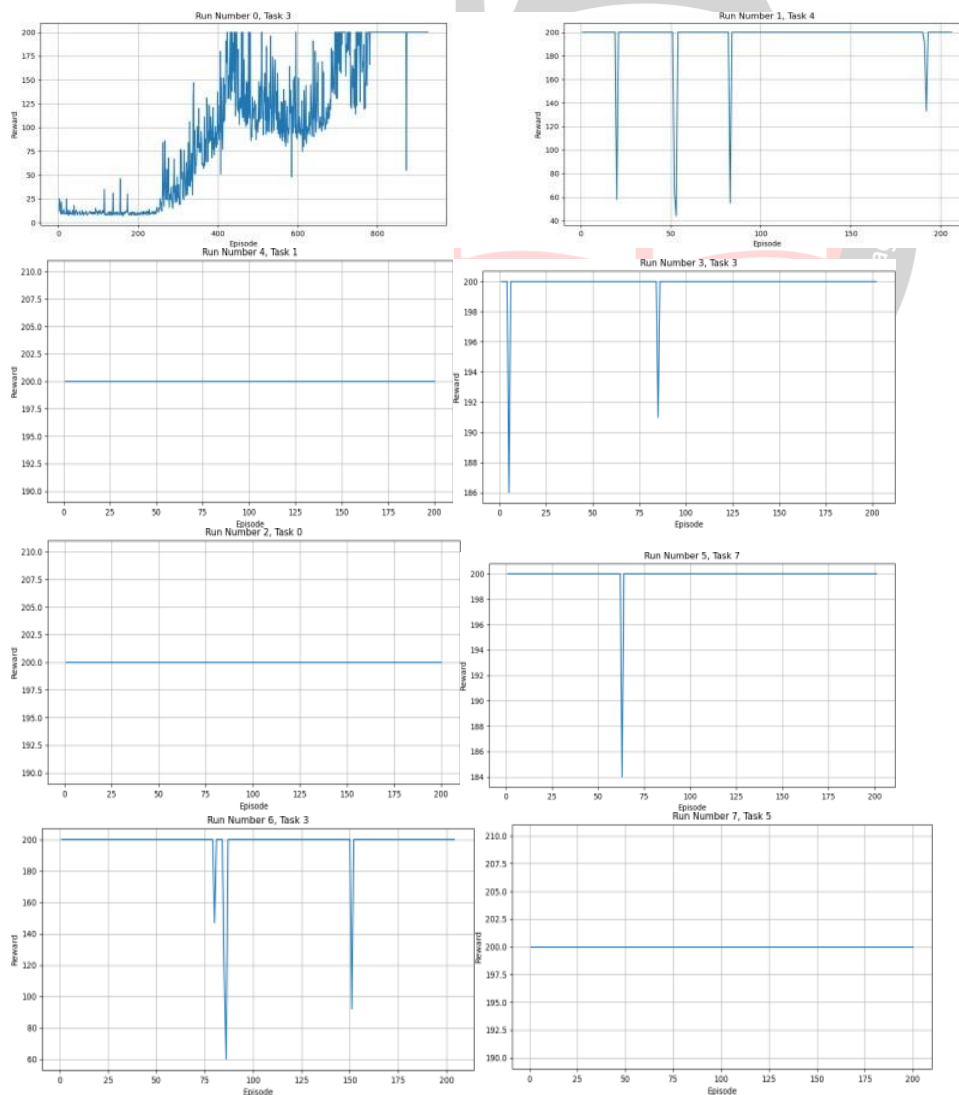 Run Number 0, Task 3
200
175
150
125
100
75
50
25
0
Reward
0 200 400 600 800
Episode
Run Number 1, Task 4
200
180
160
140
120
100
80
60
40
Reward
0 50 100 150 200
Episode
Run Number 4, Task 1
210.0
207.5
205.0
202.5
200.0
197.5
195.0
192.5
190.0
Reward
0 25 50 75 100 125 150 175 200
Episode
Run Number 3, Task 3
200
198
196
194
192
190
188
186
Reward
0 25 50 75 100 125 150 175 200
Episode
Run Number 2, Task 0
210.0
207.5
205.0
202.5
200.0
197.5
195.0
192.5
190.0
Reward
0 25 50 75 100 125 150 175 200
Episode
Run Number 5, Task 7
200
198
196
194
192
190
188
186
184
Reward
0 25 50 75 100 125 150 175 200
Episode
Run Number 6, Task 3
200
180
160
140
120
100
80
60
Reward
0 25 50 75 100 125 150 175 200
Episode
Run Number 7, Task 5
210.0
207.5
205.0
202.5
200.0
197.5
195.0
192.5
190.0
Reward
0 25 50 75 100 125 150 175 200
Episode